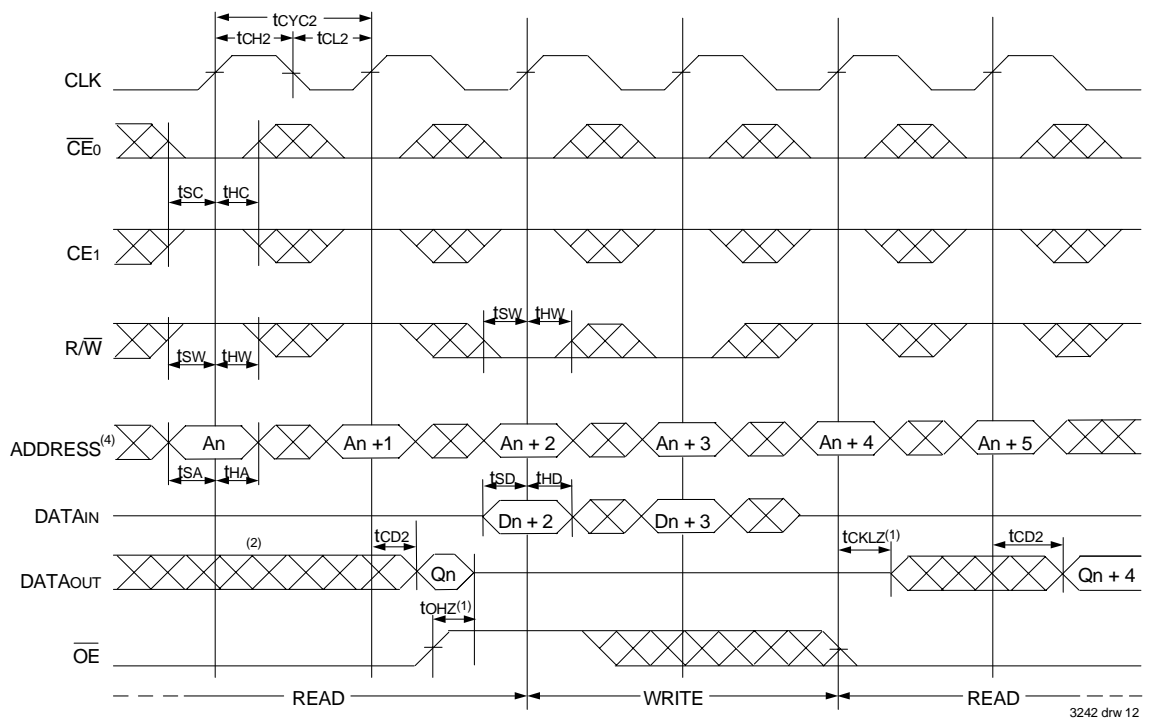 tCYC2
tCH2 tCL2
CLK
CE0
tSC tHC
CE1
tSW tHW
R/W
tSW tHW
ADDRESS(4) An An +1 An + 2 An + 3 An + 4 An + 5
tSA tHA tSD tHD
DATAIN Dn + 2 Dn + 3
(2) tCD2 tCKLZ(1) tCD2
DATAOUT Qn Qn + 4
tOHZ(1)
OE
READ WRITE READ
3242 drw 12